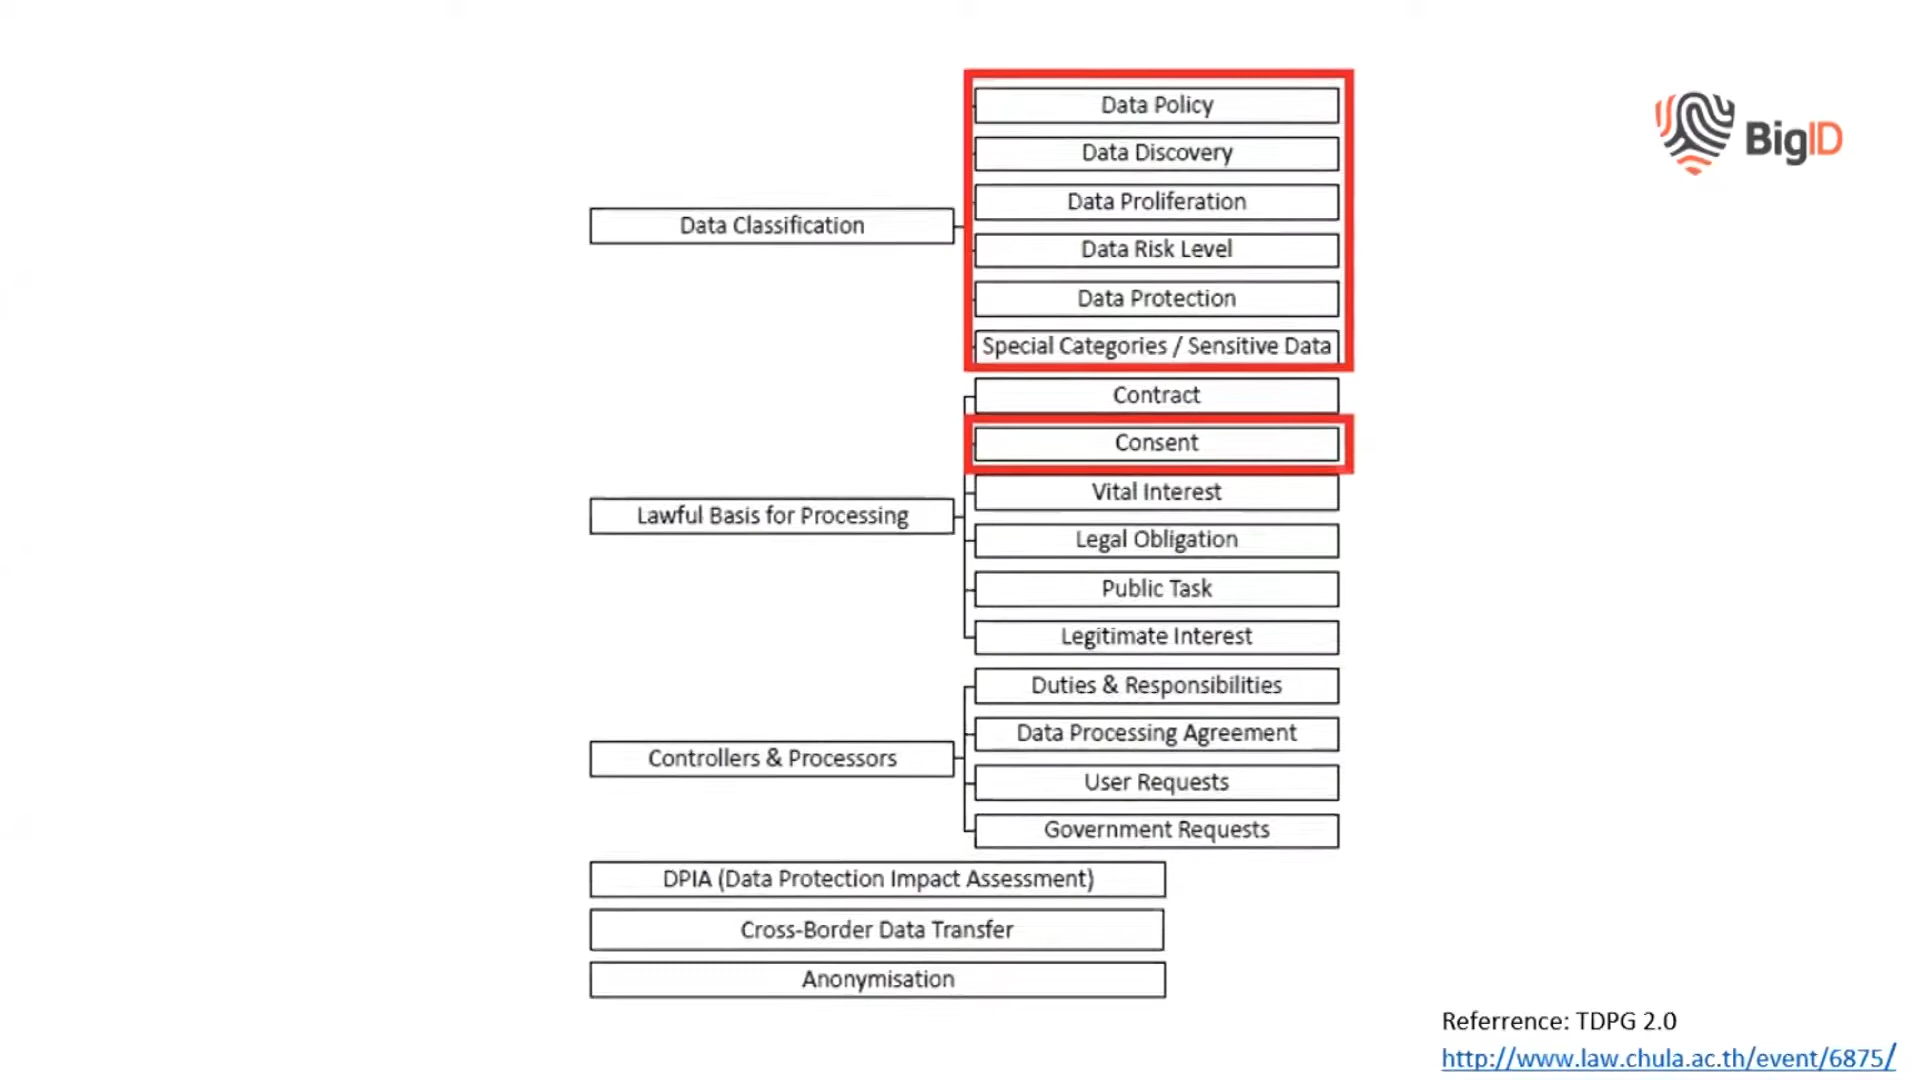 BigID
Data Classification
Data Policy
Data Discovery
Data Proliferation
Data Risk Level
Data Protection
Special Categories / Sensitive Data
Lawful Basis for Processing
Contract
Consent
Vital Interest
Legal Obligation
Public Task
Legitimate Interest
Controllers & Processors
Duties & Responsibilities
Data Processing Agreement
User Requests
Government Requests
DPIA (Data Protection Impact Assessment)
Cross-Border Data Transfer
Anonymisation
Referrence: TDPG 2.0
http://www.law.chula.ac.th/event/6875/